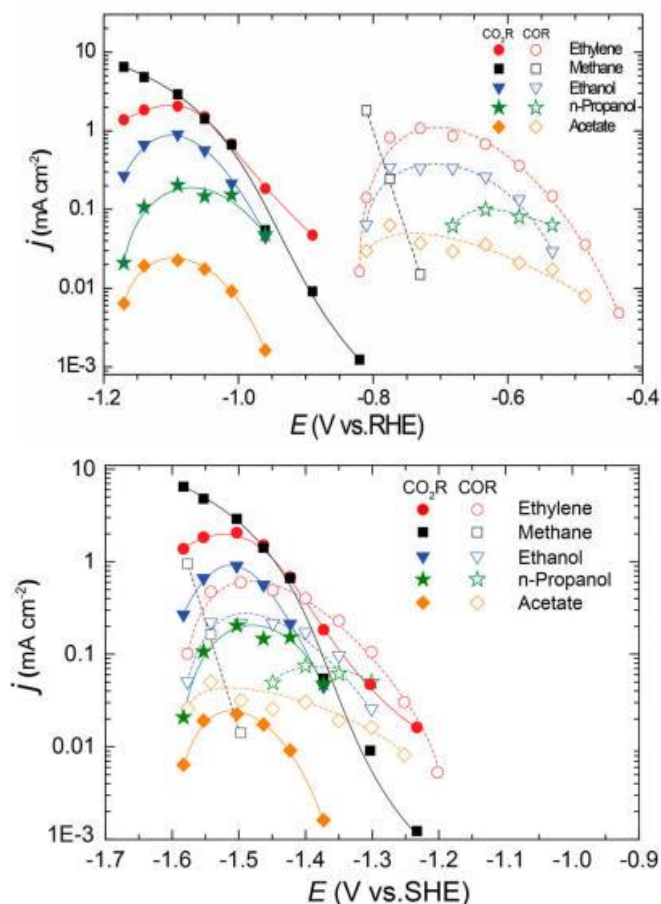 CO₂R COR
Ethylene
Methane
Ethanol
n-Propanol
Acetate
10
1
0.1
0.01
1E-3
j (mA cm⁻²)
-1.2 -1.0 -0.8 -0.6 -0.4
E (V vs.RHE)
CO₂R COR
Ethylene
Methane
Ethanol
n-Propanol
Acetate
10
1
0.1
0.01
1E-3
j (mA cm⁻²)
-1.7 -1.6 -1.5 -1.4 -1.3 -1.2 -1.1 -1.0 -0.9
E (V vs.SHE)